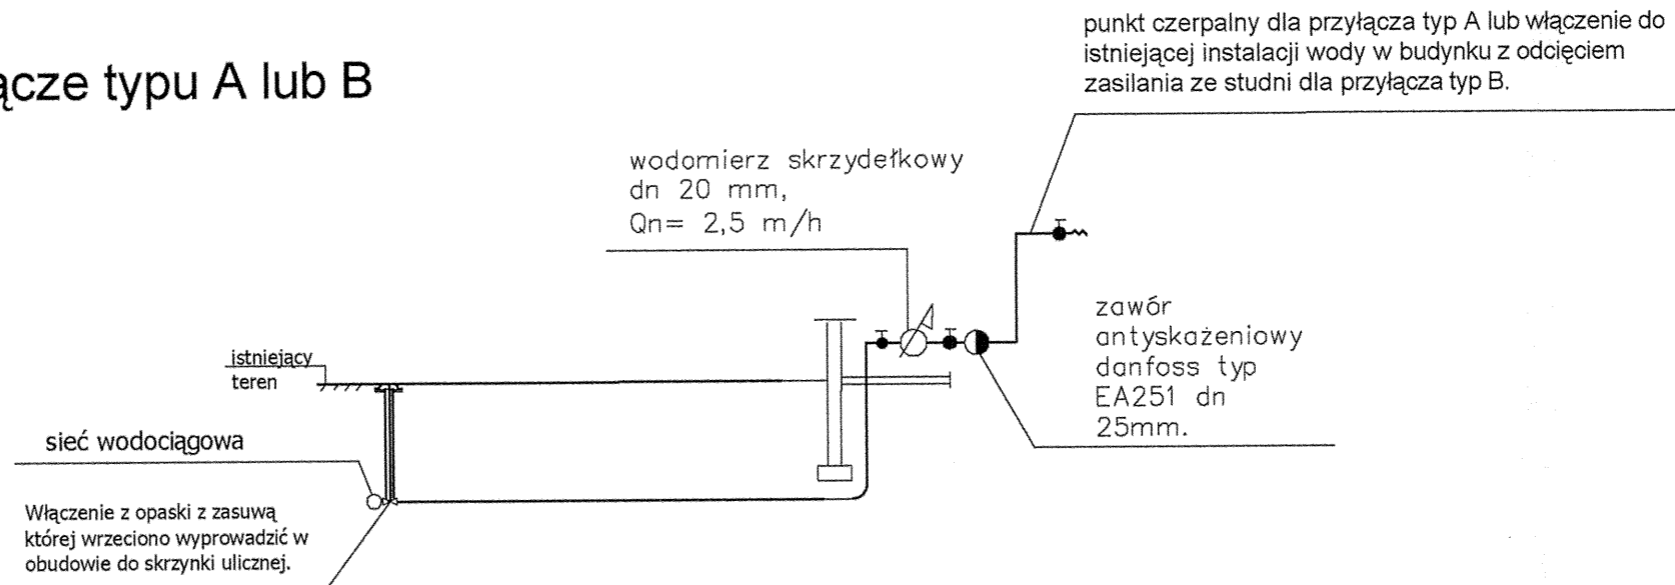 ącze typu A lub B
punkt czerpalny dla przyłącza typ A lub włączenie do
istniejącej instalacji wody w budynku z odcięciem
zasilania ze studni dla przyłącza typ B.
wodomierz skrzydełkowy
dn 20 mm,
Qn= 2,5 m/h
zawór
antyskażeniowy
danfoss typ
EA251 dn
25mm.
istniejący
teren
sieć wodociągowa
Włączenie z opaski z zasuwą
której wrzeciono wyprowadzić w
obudowie do skrzynki ulicznej.